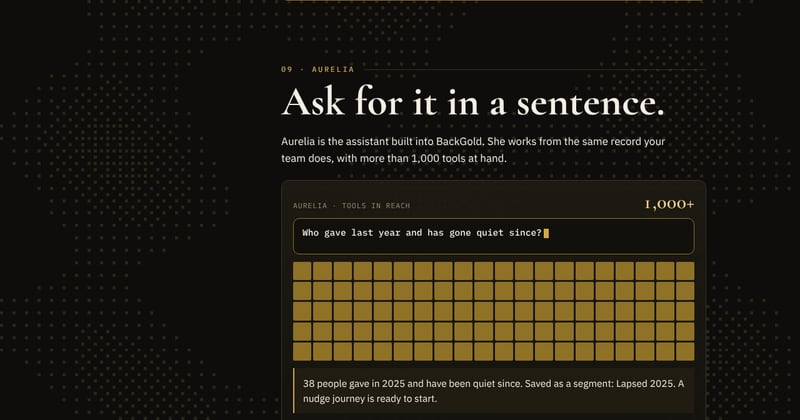 09 · AURELIA
Ask for it in a sentence.
Aurelia is the assistant built into BackGold. She works from the same record your
team does, with more than 1,000 tools at hand.
AURELIA · TOOLS IN REACH
1,000+
Who gave last year and has gone quiet since?
38 people gave in 2025 and have been quiet since. Saved as a segment: Lapsed 2025. A
nudge journey is ready to start.